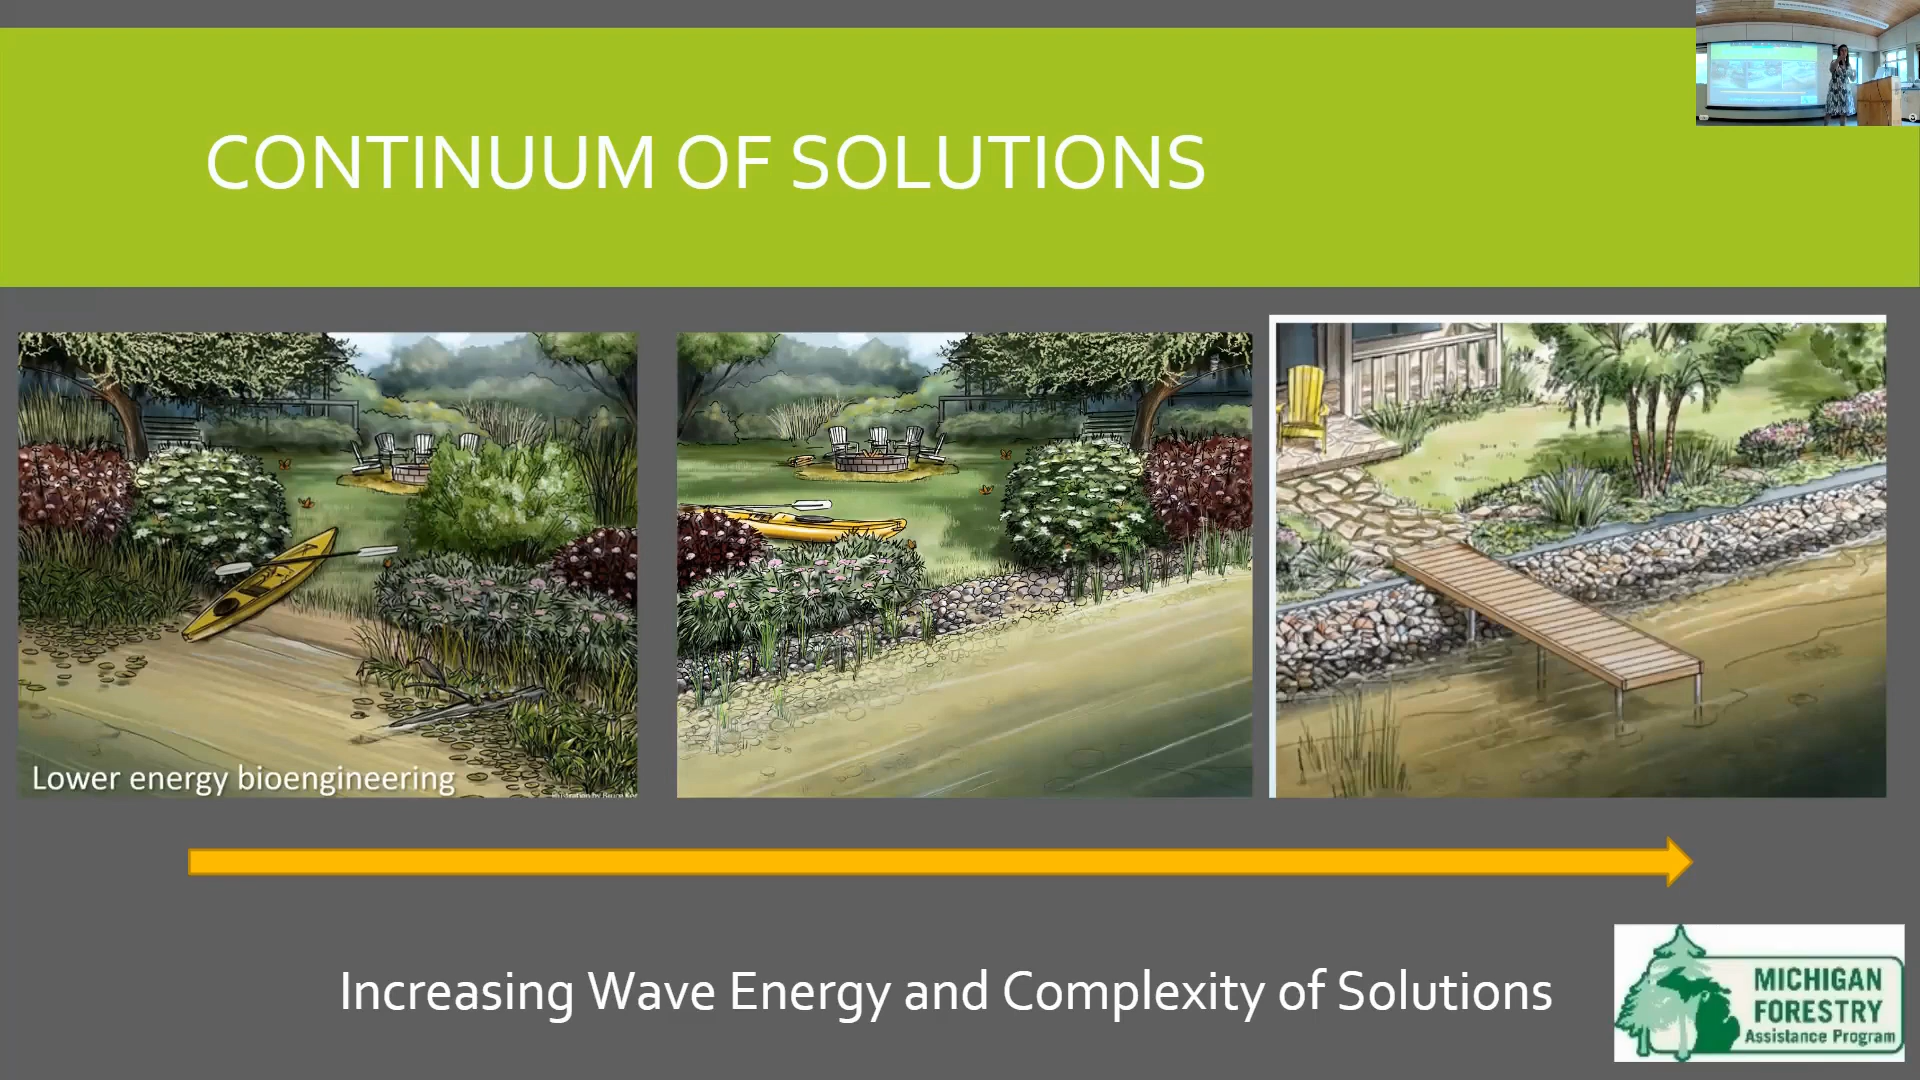 CONTINUUM OF SOLUTIONS
Lower energy bioengineering
Increasing Wave Energy and Complexity of Solutions
MICHIGAN
FORESTRY
Assistance Program